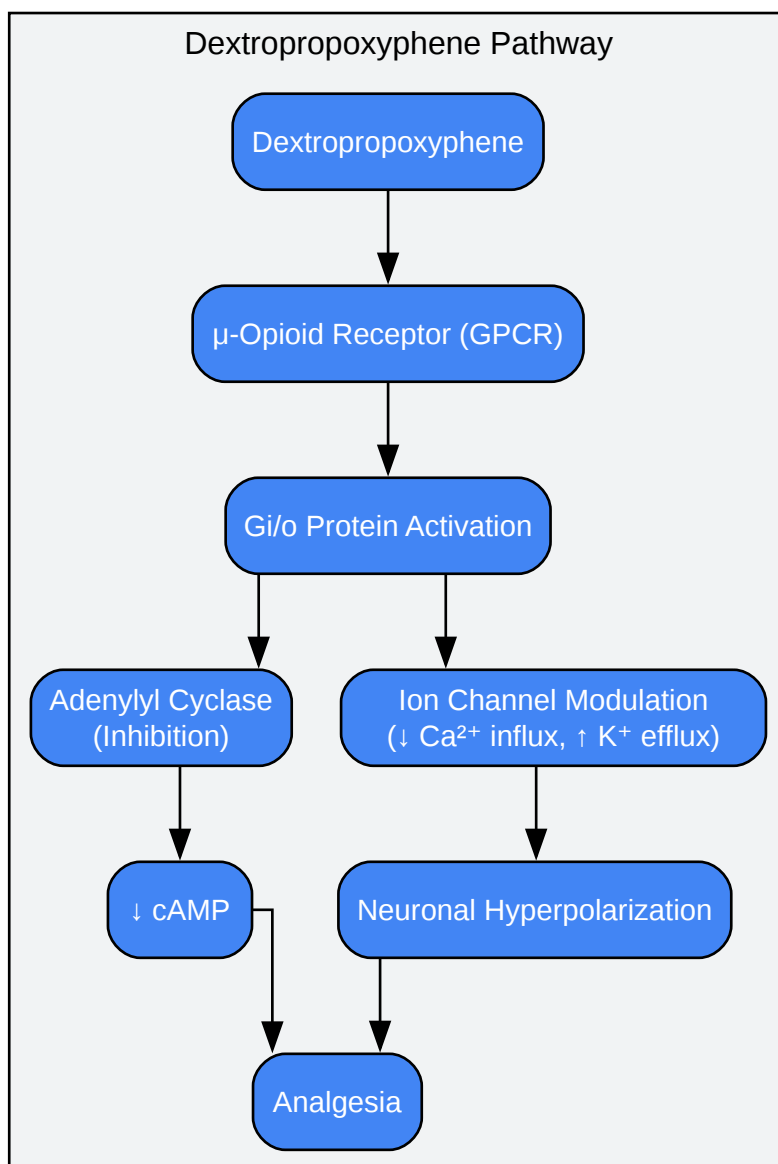 Dextropropoxyphene Pathway
Dextropropoxyphene
μ-Opioid Receptor (GPCR)
Gi/o Protein Activation
Adenylyl Cyclase
(Inhibition)
Ion Channel Modulation
(↓ Ca²⁺ influx, ↑ K⁺ efflux)
↓ cAMP
Neuronal Hyperpolarization
Analgesia